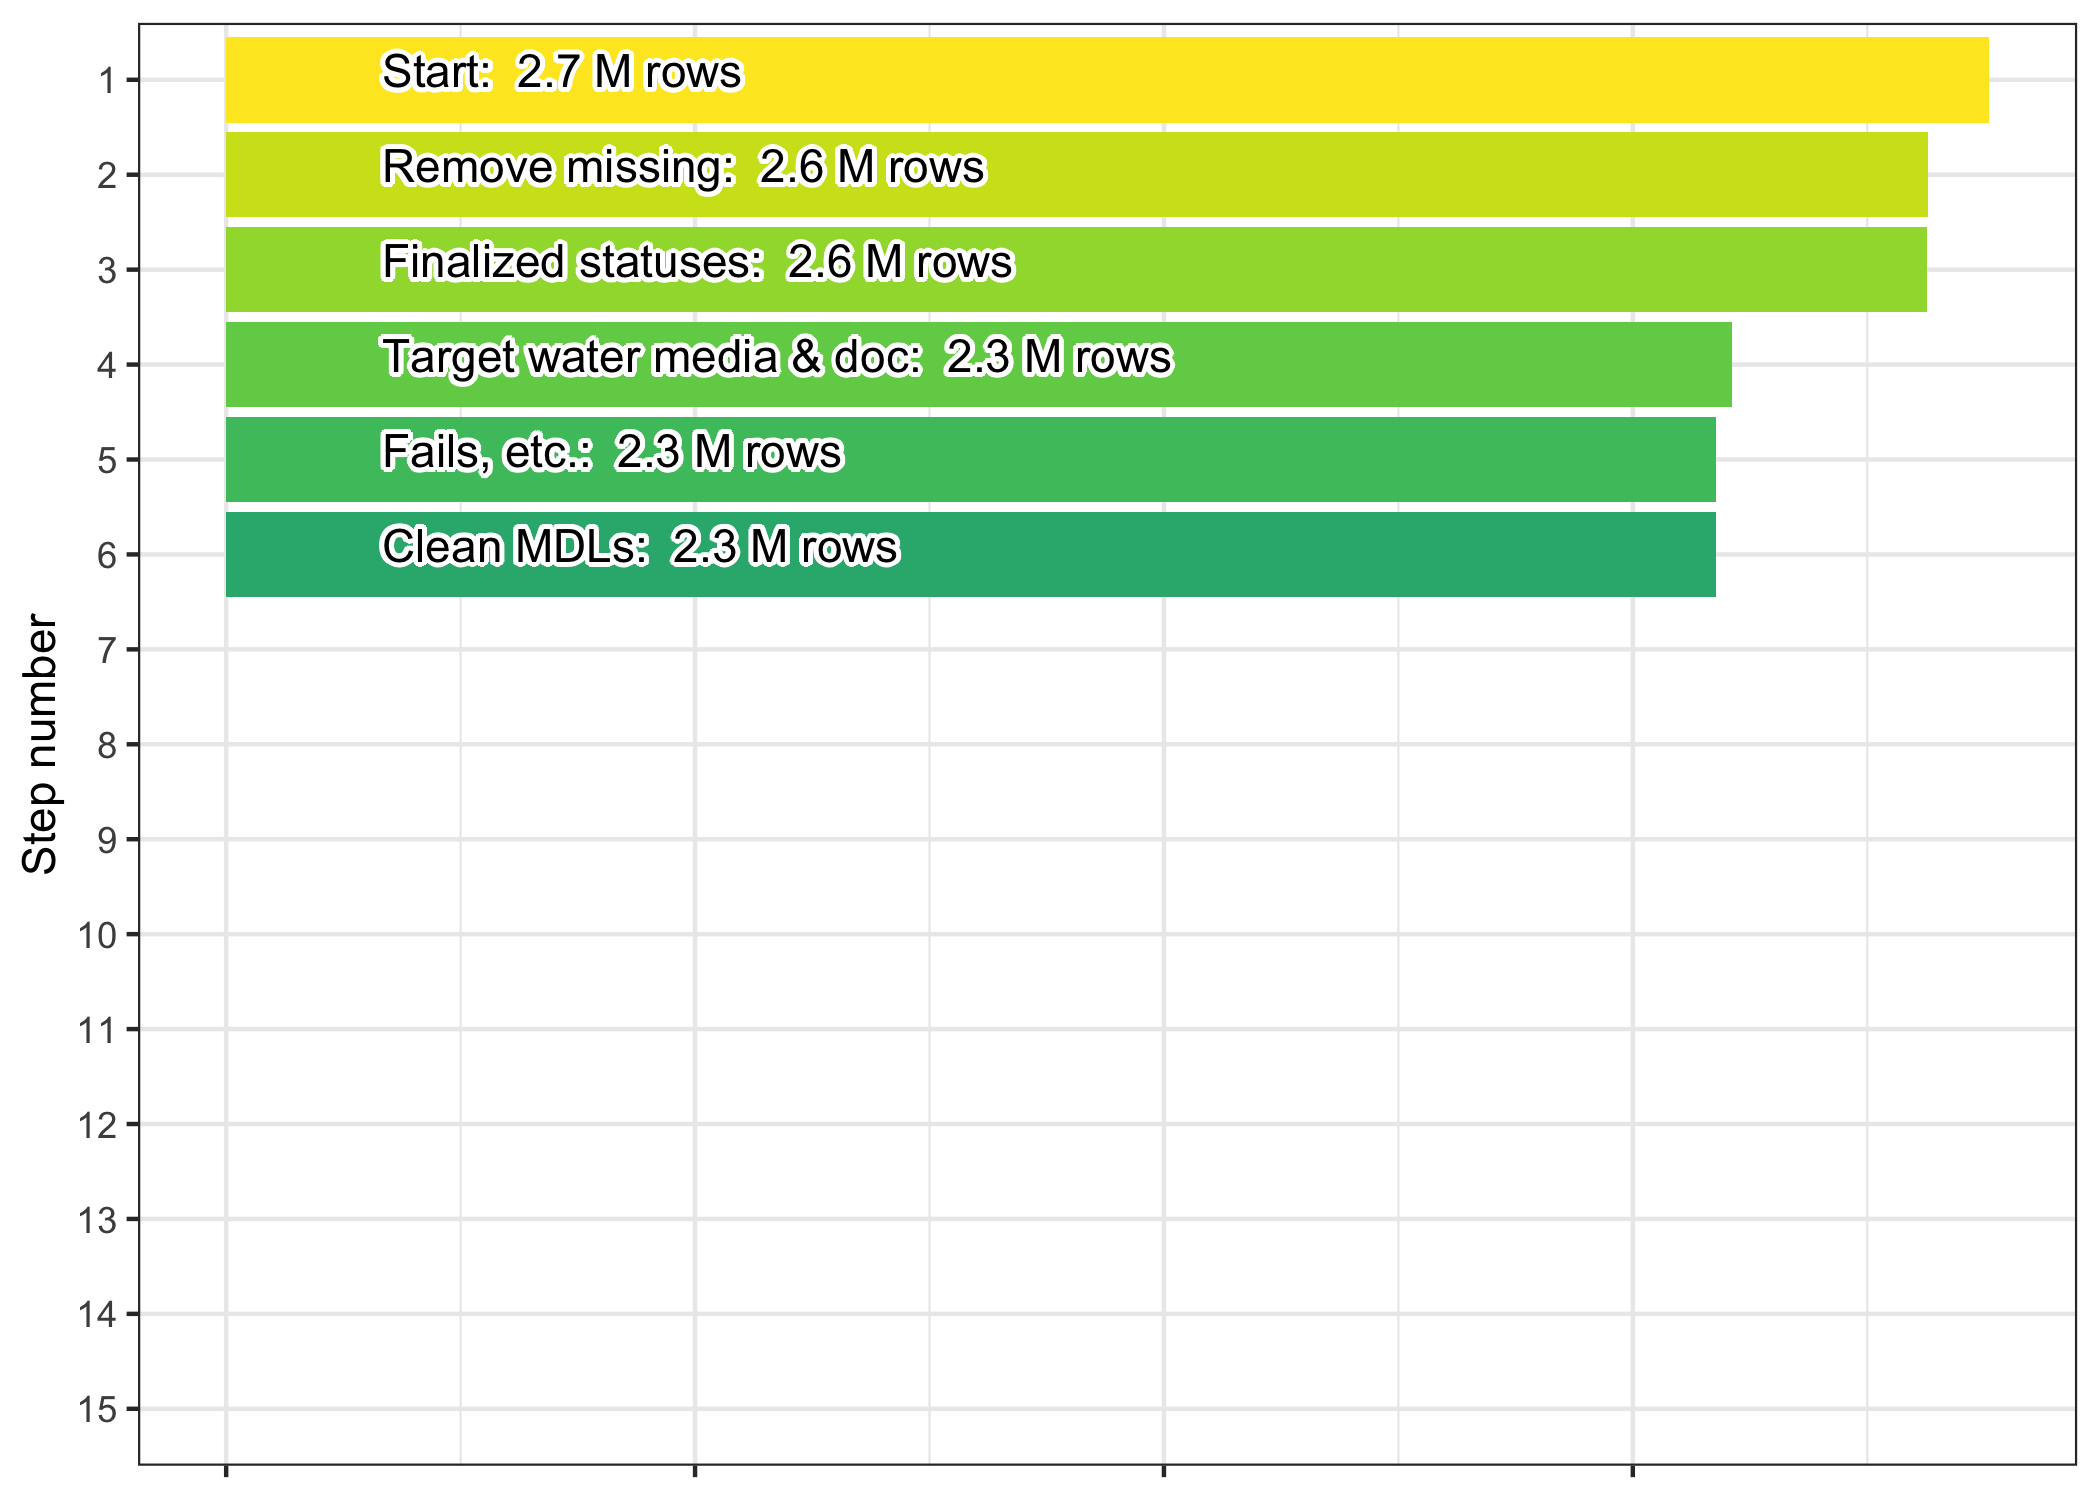 1
Start:  2.7 M rows
2
Remove missing:  2.6 M rows
3
Finalized statuses:  2.6 M rows
4
Target water media & doc:  2.3 M rows
5
Fails, etc.:  2.3 M rows
6
Clean MDLs:  2.3 M rows
7
8
9
10
11
12
13
14
15
Step number